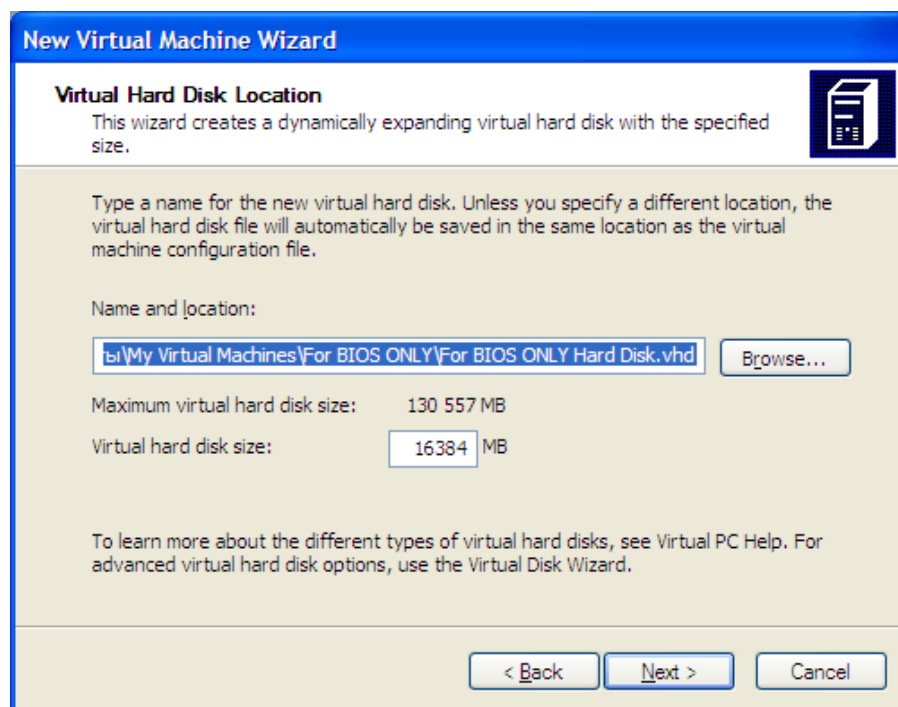 New Virtual Machine Wizard
Virtual Hard Disk Location
This wizard creates a dynamically expanding virtual hard disk with the specified
size.
Type a name for the new virtual hard disk. Unless you specify a different location, the
virtual hard disk file will automatically be saved in the same location as the virtual
machine configuration file.
Name and location:
ты\My Virtual Machines\For BIOS ONLY\For BIOS ONLY Hard Disk.vhd
Browse...
Maximum virtual hard disk size: 130 557 MB
Virtual hard disk size: 16384 MB
To learn more about the different types of virtual hard disks, see Virtual PC Help. For
advanced virtual hard disk options, use the Virtual Disk Wizard.
< Back Next > Cancel